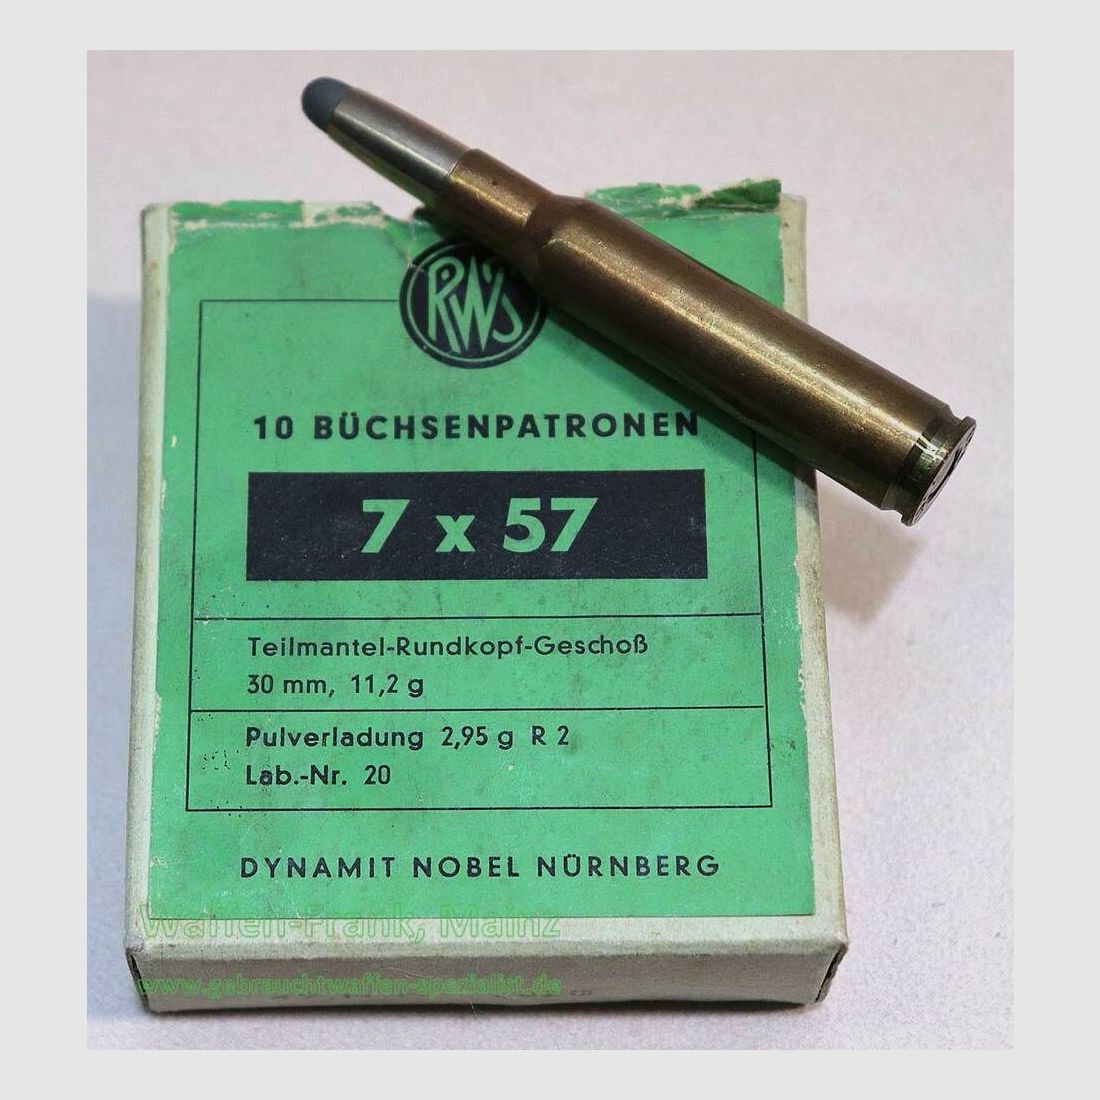 RWS
10 BÜCHSENPATRONEN
7 x 57
Teilmantel-Rundkopf-Geschoß
30 mm, 11,2 g
Pulverladung 2,95 g R 2
Lab.-Nr. 20
DYNAMIT NOBEL NÜRNBERG
Waffen-Frank, Mainz
www.gebrauchtwaffen-spezialist.de